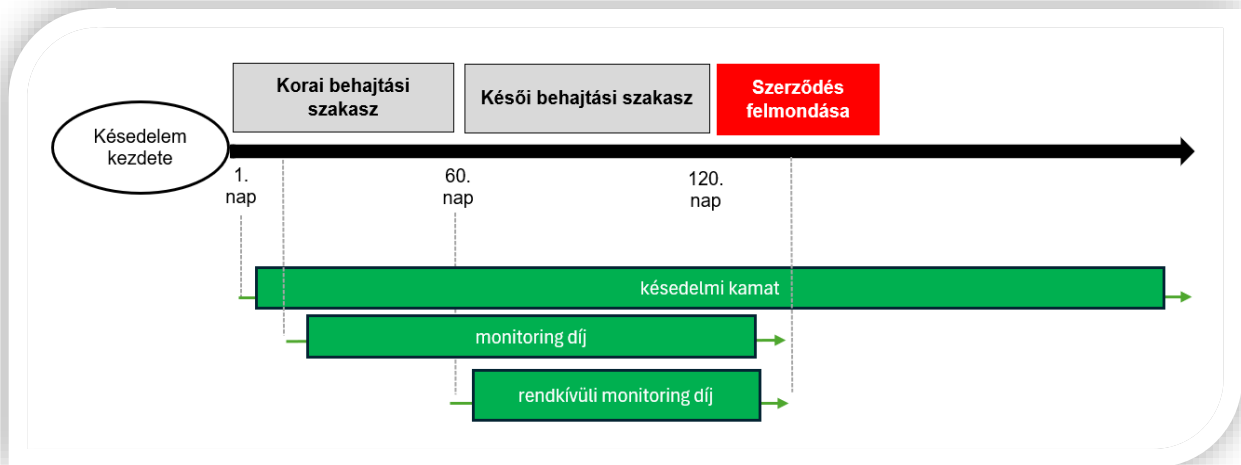 Korai behajtási
szakasz
Késői behajtási szakasz
Szerződés
felmondása
Késedelem
kezdete
1.
nap
60.
nap
120.
nap
késedelmi kamat
monitoring díj
rendkívüli monitoring díj